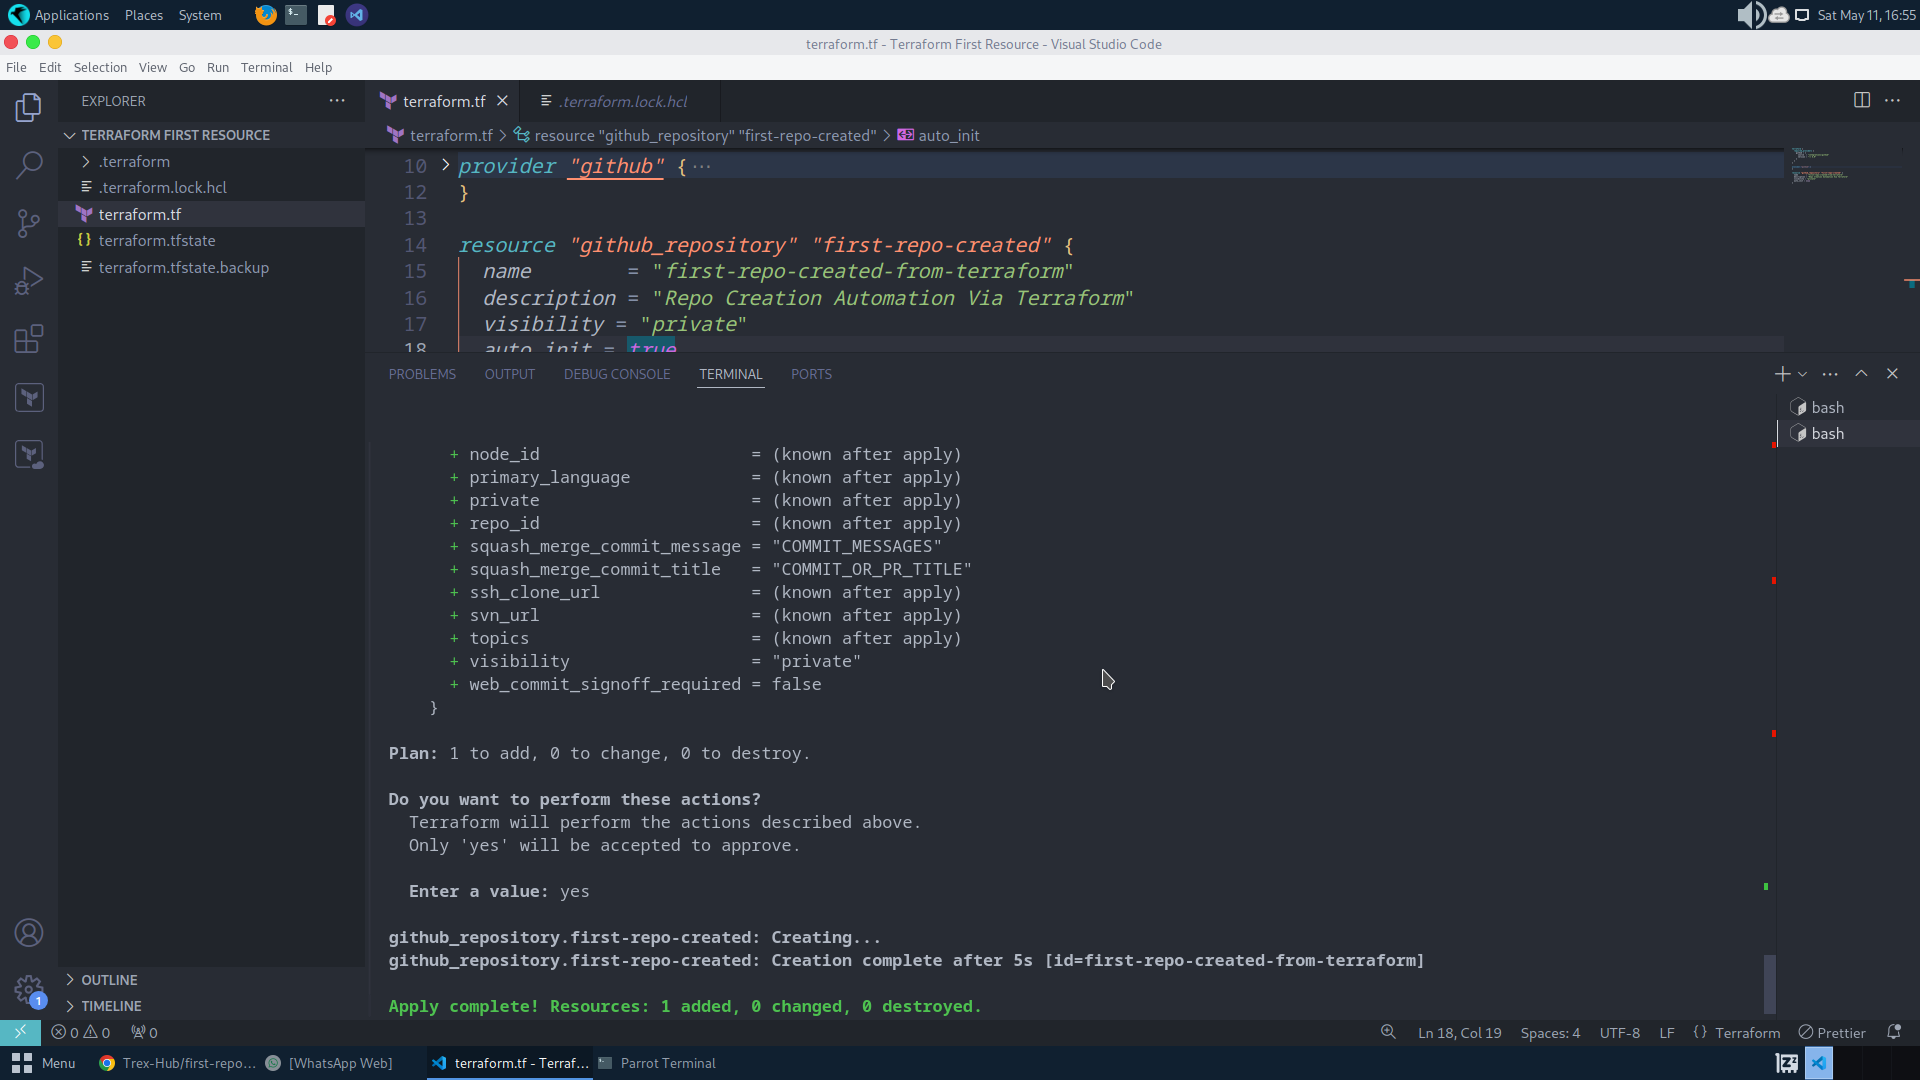 Applications Places System
Sat May 11, 16:55
terraform.tf - Terraform First Resource - Visual Studio Code
File Edit Selection View Go Run Terminal Help
EXPLORER
TERRAFORM FIRST RESOURCE
.terraform
.terraform.lock.hcl
terraform.tf
terraform.tfstate
terraform.tfstate.backup
OUTLINE
TIMELINE
1
terraform.tf
.terraform.lock.hcl
terraform.tf > resource "github_repository" "first-repo-created" > auto_init
10 provider "github" {···
12 }
13
14 resource "github_repository" "first-repo-created" {
15 name = "first-repo-created-from-terraform"
16 description = "Repo Creation Automation Via Terraform"
17 visibility = "private"
18 auto_init = true
PROBLEMS OUTPUT DEBUG CONSOLE TERMINAL PORTS
bash
bash
+ node_id = (known after apply)
+ primary_language = (known after apply)
+ private = (known after apply)
+ repo_id = (known after apply)
+ squash_merge_commit_message = "COMMIT_MESSAGES"
+ squash_merge_commit_title = "COMMIT_OR_PR_TITLE"
+ ssh_clone_url = (known after apply)
+ svn_url = (known after apply)
+ topics = (known after apply)
+ visibility = "private"
+ web_commit_signoff_required = false
}
Plan: 1 to add, 0 to change, 0 to destroy.
Do you want to perform these actions?
Terraform will perform the actions described above.
Only 'yes' will be accepted to approve.
Enter a value: yes
github_repository.first-repo-created: Creating...
github_repository.first-repo-created: Creation complete after 5s [id=first-repo-created-from-terraform]
Apply complete! Resources: 1 added, 0 changed, 0 destroyed.
0 0 0
Ln 18, Col 19 Spaces: 4 UTF-8 LF {} Terraform Prettier
Menu Trex-Hub/first-repo... [WhatsApp Web] terraform.tf - Terraf... Parrot Terminal